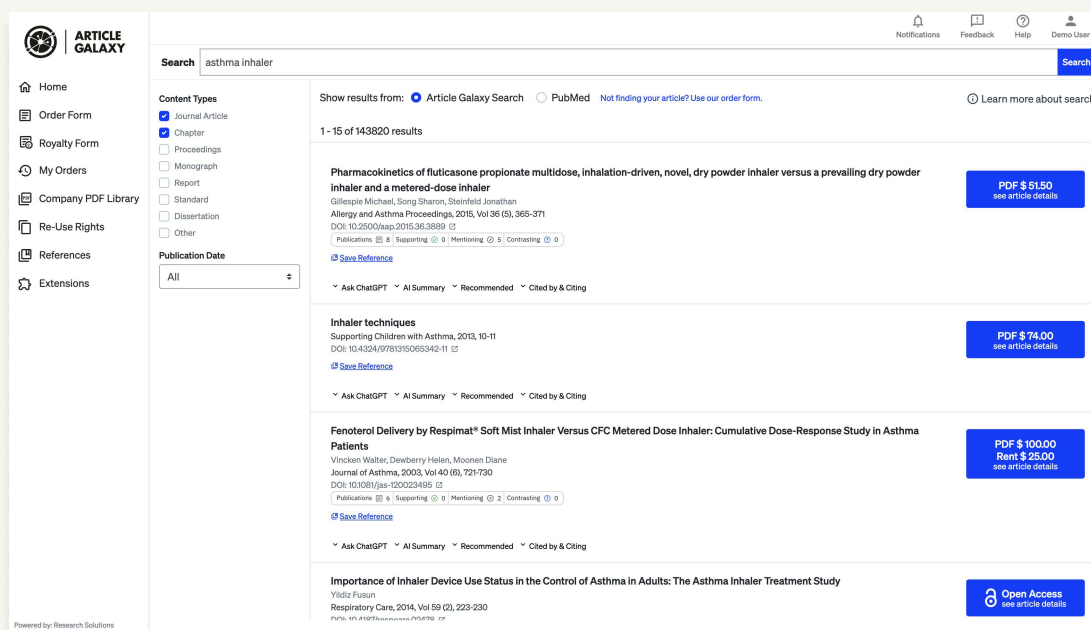 ARTICLE
GALAXY
Notifications
Feedback
Help
Demo User
Search
asthma inhaler
Search
Home
Order Form
Royalty Form
My Orders
Company PDF Library
Re-Use Rights
References
Extensions
Content Types
Journal Article
Chapter
Proceedings
Monograph
Report
Standard
Dissertation
Other
Publication Date
All
Show results from: Article Galaxy Search PubMed Not finding your article? Use our order form.
Learn more about search
1 - 15 of 143820 results
Pharmacokinetics of fluticasone propionate multidose, inhalation-driven, novel, dry powder inhaler versus a prevailing dry powder
inhaler and a metered-dose inhaler
Gillespie Michael, Song Sharon, Steinfeld Jonathan
Allergy and Asthma Proceedings, 2015, Vol 36 (5), 365-371
DOI: 10.2500/aap.2015.36.3889
Publications 8 Supporting 0 Mentioning 5 Contrasting 0
Save Reference
Ask ChatGPT AI Summary Recommended Cited by & Citing
PDF $ 51.50
see article details
Inhaler techniques
Supporting Children with Asthma, 2013, 10-11
DOI: 10.4324/9781315065342-11
Save Reference
Ask ChatGPT AI Summary Recommended Cited by & Citing
PDF $ 74.00
see article details
Fenoterol Delivery by Respimat® Soft Mist Inhaler Versus CFC Metered Dose Inhaler: Cumulative Dose-Response Study in Asthma
Patients
Vincken Walter, Dewberry Helen, Moonen Diane
Journal of Asthma, 2003, Vol 40 (6), 721-730
DOI: 10.1081/jas-120023495
Publications 6 Supporting 0 Mentioning 2 Contrasting 0
Save Reference
Ask ChatGPT AI Summary Recommended Cited by & Citing
PDF $ 100.00
Rent $ 25.00
see article details
Importance of Inhaler Device Use Status in the Control of Asthma in Adults: The Asthma Inhaler Treatment Study
Yildiz Fusun
Respiratory Care, 2014, Vol 59 (2), 223-230
DOI: 10.4187/respcare.02478
Open Access
see article details
Powered by: Research Solutions